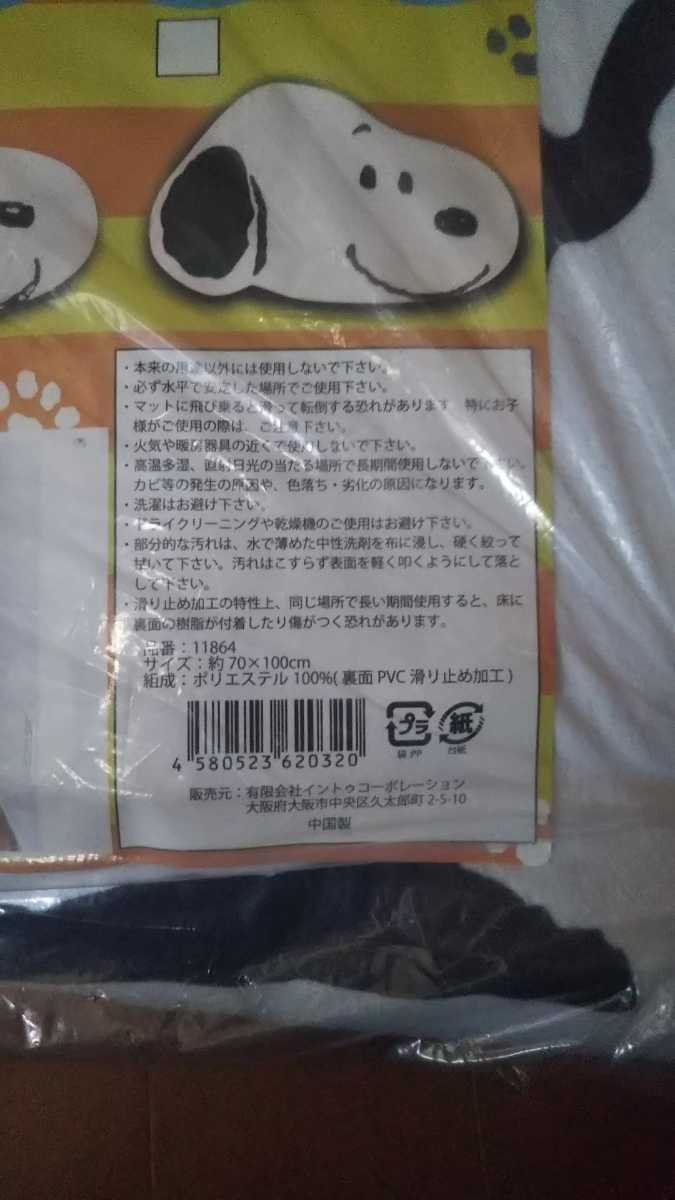 ・本来の用途以外には使用しないで下さい。
・必ず水平で安定した場所でご使用下さい。
・マットに飛び乗ると滑って転倒する恐れがあります。特にお子
様がご使用の際は、ご注意下さい。
・火気や暖房器具の近くで使用しないで下さい。
・高温多湿、直射日光の当たる場所で長期間使用しないで下さい。
カビ等の発生の原因や、色落ち・劣化の原因になります。
・洗濯はお避け下さい。
・ドライクリーニングや乾燥機のご使用はお避け下さい。
・部分的な汚れは、水で薄めた中性洗剤を布に浸し、硬く絞って
拭いて下さい。汚れはこすらず表面を軽く叩くようにして落と
して下さい。
・滑り止め加工の特性上、同じ場所で長い期間使用すると、床に
裏面の樹脂が付着したり傷がつく恐れがあります。
品番：11864
サイズ：約 70×100cm
組成：ポリエステル 100%( 裏面 PVC 滑り止め加工 )
プラ 紙
袋:PP 台紙
4 580523 620320
販売元：有限会社イントゥコーポレーション
大阪府大阪市中央区久太郎町 2-5-10
中国製